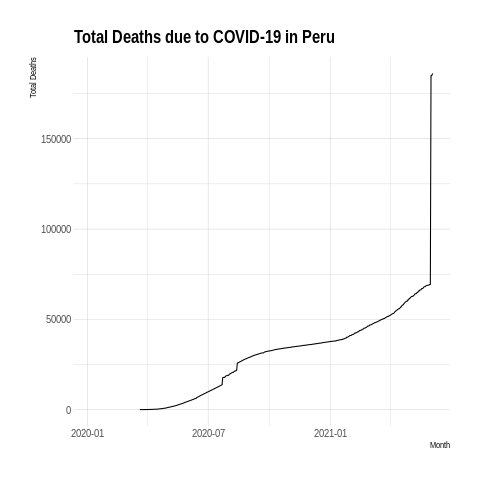 Total Deaths due to COVID-19 in Peru
Total Deaths
150000
100000
50000
0
2020-01
2020-07
2021-01
Month